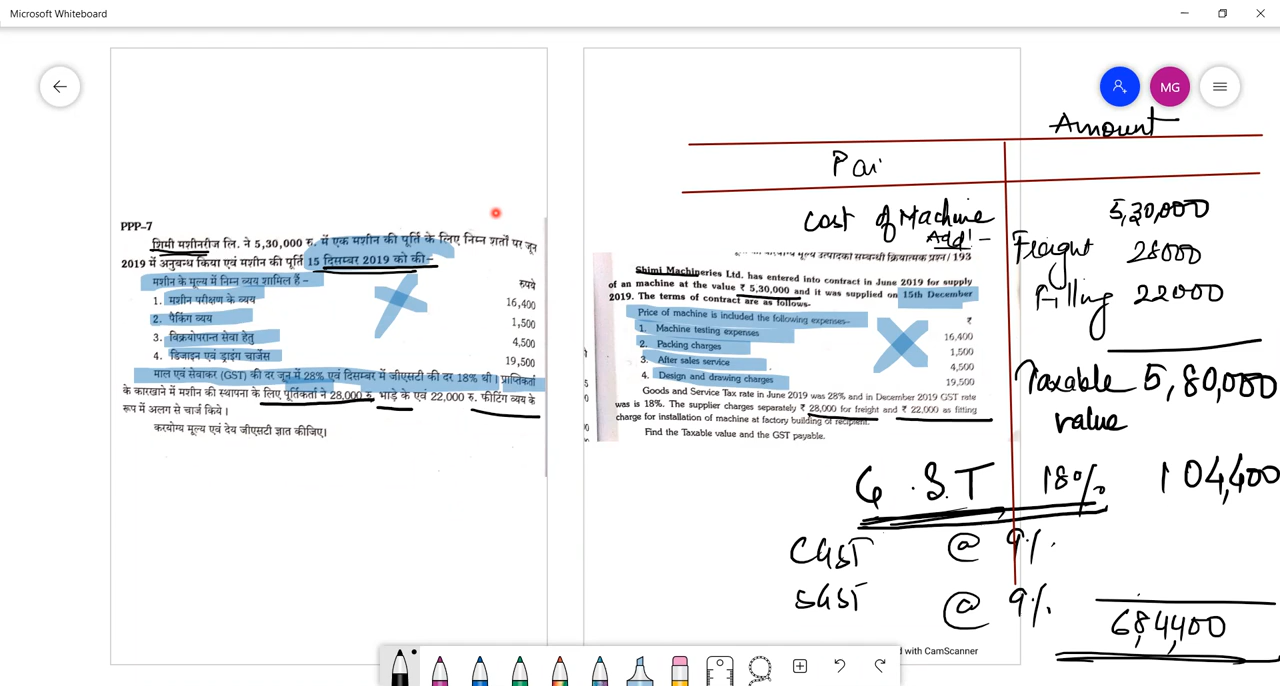 Microsoft Whiteboard
MG
PPP-7
शिमी मशीनरीज लि. ने 5,30,000 रु. में एक मशीन की पूर्ति के लिए निम्न शर्तों पर जून
2019 में अनुबन्ध किया एवं मशीन की पूर्ति 15 दिसम्बर 2019 को की–
मशीन के मूल्य में निम्न व्यय शामिल हैं –
रुपये
1. मशीन परीक्षण के व्यय 16,400
2. पैकिंग व्यय 1,500
3. विक्रयोपरान्त सेवा हेतु 4,500
4. डिजाइन एवं ड्राइंग चार्जेस 19,500
माल एवं सेवाकर (GST) की दर जून में 28% एवं दिसम्बर में जीएसटी की दर 18% थी। प्राप्तिकर्ता
के कारखाने में मशीन की स्थापना के लिए पूर्तिकर्ता ने 28,000 रु. भाड़े के एवं 22,000 रु. फीटिंग व्यय के
रूप में अलग से चार्ज किये।
करयोग्य मूल्य एवं देय जीएसटी ज्ञात कीजिए।
मूल्य उत्पादकों सम्बन्धी क्रियात्मक प्रश्न/193
Shimi Machineries Ltd. has entered into contract in June 2019 for supply
of an machine at the value ₹ 5,30,000 and it was supplied on 15th December
2019. The terms of contract are as follows-
Price of machine is included the following expenses–
₹
1. Machine testing expenses 16,400
2. Packing charges 1,500
3. After sales service 4,500
4. Design and drawing charges 19,500
Goods and Service Tax rate in June 2019 was 28% and in December 2019 GST rate
was is 18%. The supplier charges separately ₹ 28,000 for freight and ₹ 22,000 as fitting
charge for installation of machine at factory building of recipient.
Find the Taxable value and the GST payable.
d with CamScanner
Amount
Pai
Cost of Machine 5,30,000
Add! -
Freight 28000
Filling 22000
Taxable 5,80,000
value
G.S.T 18% 104,400
CGST @ 9%
SGST @ 9%
6,84,400